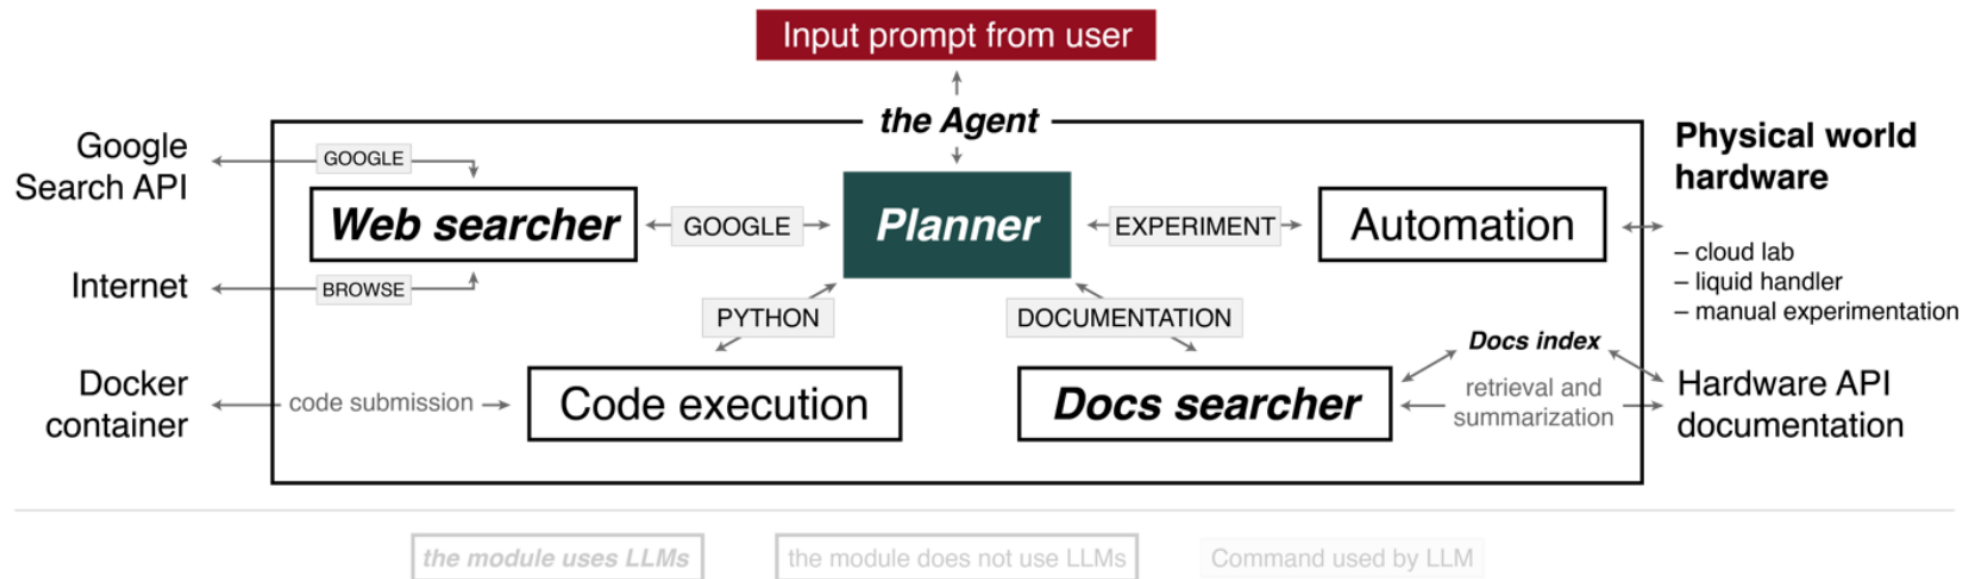 Input prompt from user
the Agent
Google
Search API
GOOGLE
Physical world
hardware
Web searcher
GOOGLE
Planner
EXPERIMENT
Automation
– cloud lab
– liquid handler
– manual experimentation
Internet
BROWSE
PYTHON
DOCUMENTATION
Docs index
Docker
container
code submission
Code execution
Docs searcher
retrieval and
summarization
Hardware API
documentation
the module uses LLMs
the module does not use LLMs
Command used by LLM